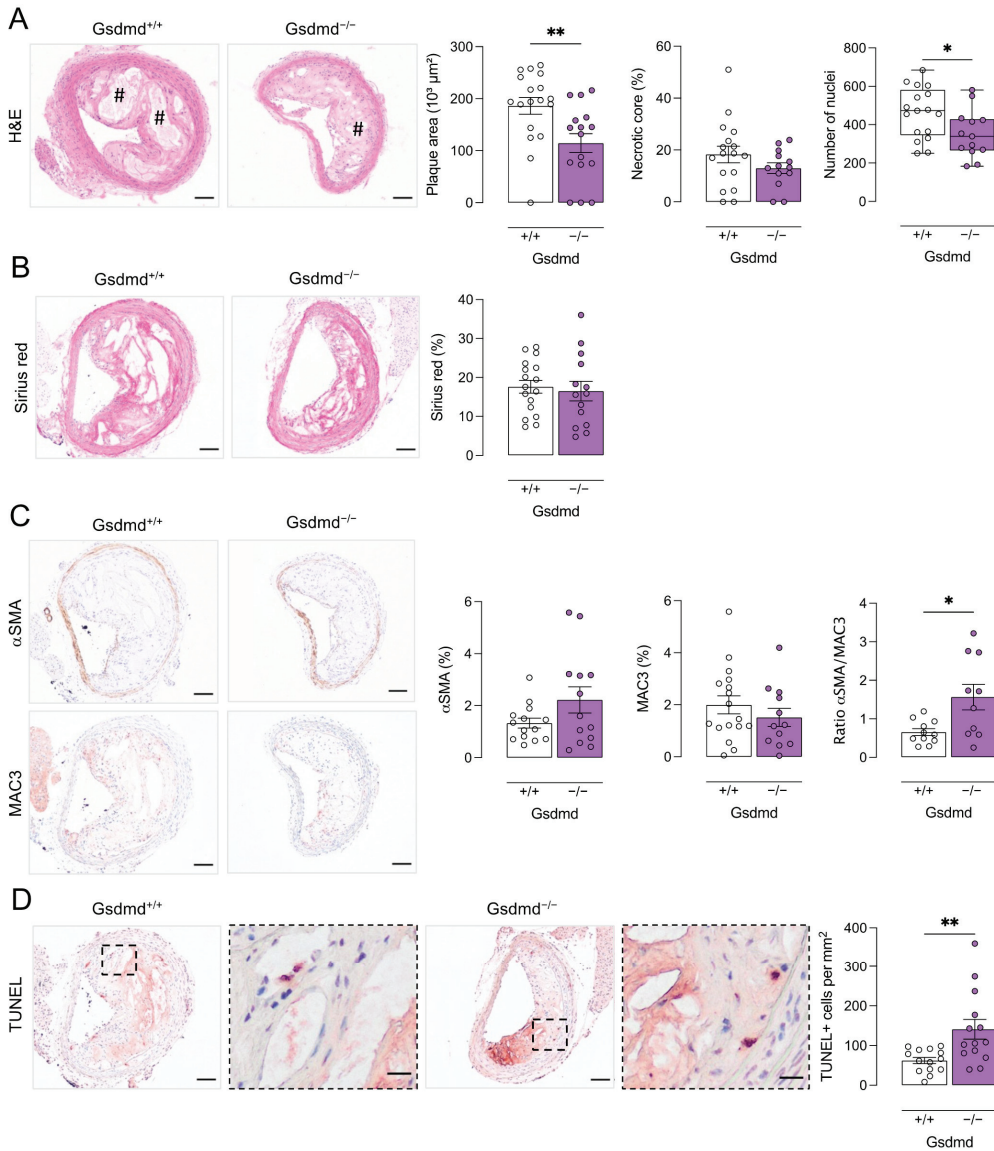 A
Gsdmd+/+
Gsdmd−/−
H&E
#
#
#
Plaque area (10³ µm²)
300
200
100
0
**
+/+
−/−
Gsdmd
Necrotic core (%)
60
40
20
0
+/+
−/−
Gsdmd
Number of nuclei
800
600
400
200
0
*
+/+
−/−
Gsdmd
B
Gsdmd+/+
Gsdmd−/−
Sirius red
Sirius red (%)
40
30
20
10
0
+/+
−/−
Gsdmd
C
Gsdmd+/+
Gsdmd−/−
αSMA
MAC3
αSMA (%)
6
4
2
0
+/+
−/−
Gsdmd
MAC3 (%)
6
4
2
0
+/+
−/−
Gsdmd
Ratio αSMA/MAC3
4
3
2
1
0
*
+/+
−/−
Gsdmd
D
Gsdmd+/+
Gsdmd−/−
TUNEL
TUNEL+ cells per mm²
400
300
200
100
0
**
+/+
−/−
Gsdmd